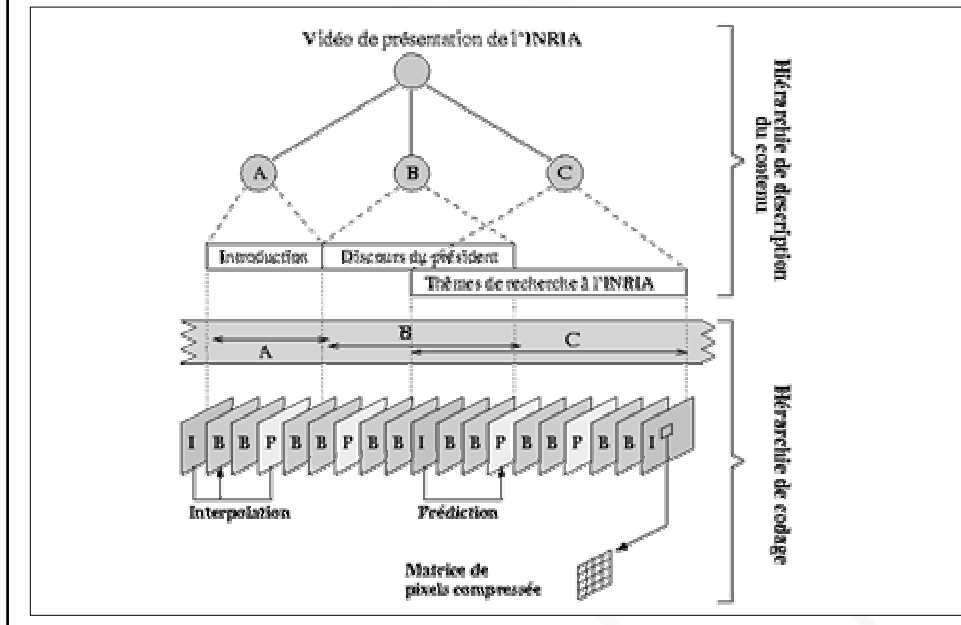 Vidéo de présentation de l'INRIA
A
B
C
Introduction
Discours du président
Thèmes de recherche à l'INRIA
A
B
C
I B B P B B P B B I B B P B B P B B I
Interpolation
Prédiction
Matrice de
pixels compressée
Hiérarchie de description
du contenu
Hérarchie de codage